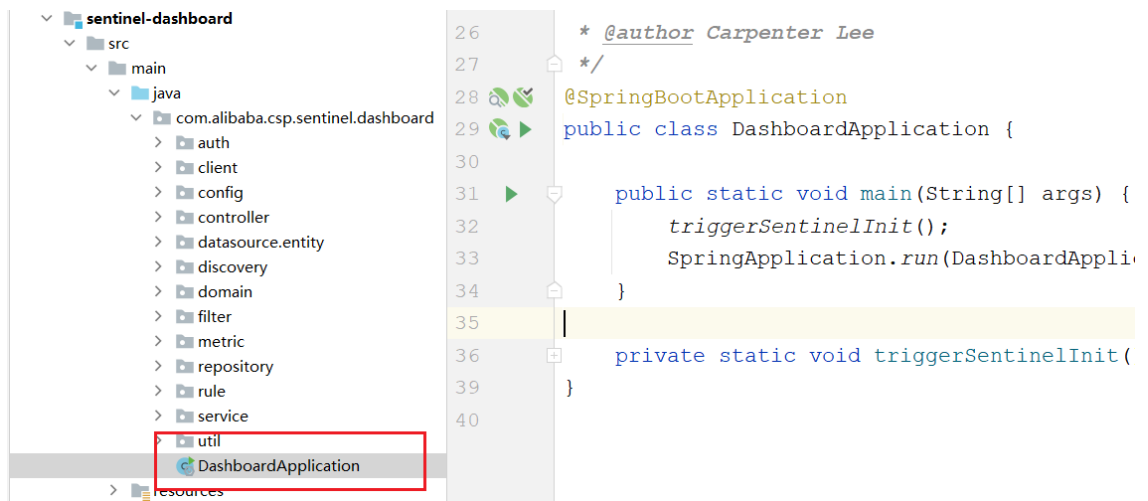 sentinel-dashboard
src
main
java
com.alibaba.csp.sentinel.dashboard
auth
client
config
controller
datasource.entity
discovery
domain
filter
metric
repository
rule
service
util
DashboardApplication
resources
26 * @author Carpenter Lee
27 */
28 @SpringBootApplication
29 public class DashboardApplication {
30
31 public static void main(String[] args) {
32 triggerSentinelInit();
33 SpringApplication.run(DashboardAppli
34 }
35
36 private static void triggerSentinelInit(
39 }
40